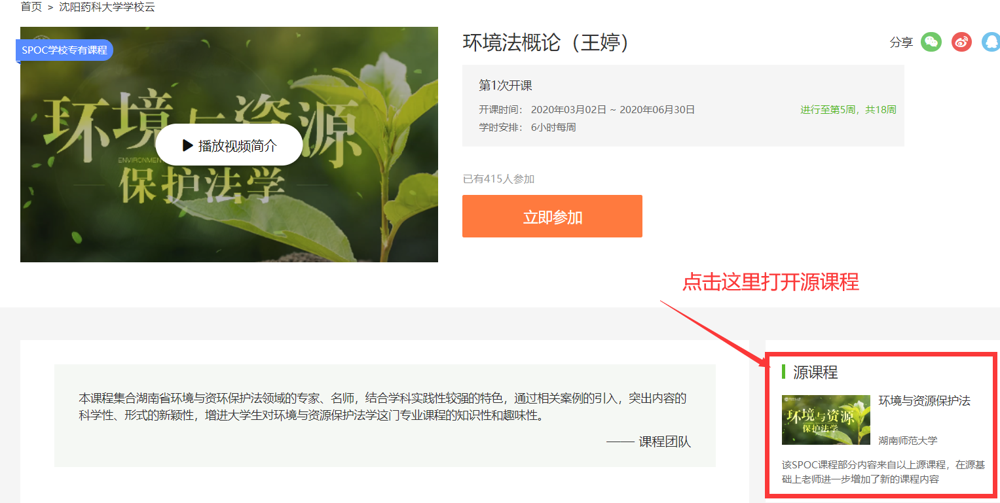 首页 > 沈阳药科大学学校云
SPOC学校专有课程
环境与资源
ENVIRONMEN
保护法学
播放视频简介
环境法概论（王婷）
分享
第1次开课
开课时间： 2020年03月02日 ~ 2020年06月30日
进行至第5周，共18周
学时安排： 6小时每周
已有415人参加
立即参加
点击这里打开源课程
本课程集合湖南省环境与资环保护法领域的专家、名师，结合学科实践性较强的特色，通过相关案例的引入，突出内容的
科学性、形式的新颖性，增进大学生对环境与资源保护法学这门专业课程的知识性和趣味性。
—— 课程团队
源课程
环境与资源
保护法学
环境与资源保护法
湖南师范大学
该SPOC课程部分内容来自以上源课程，在源基
础上老师进一步增加了新的课程内容